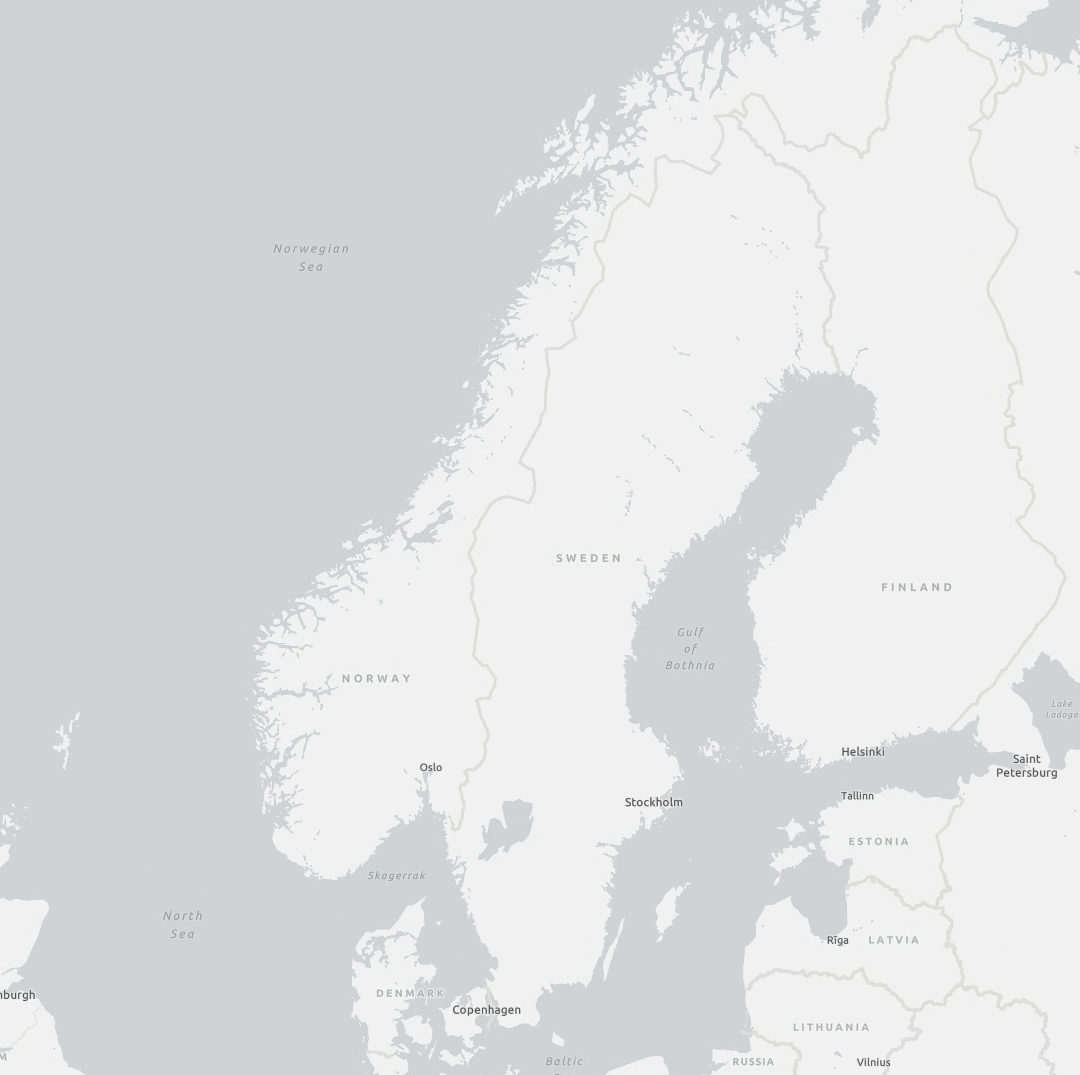 Norwegian
Sea
SWEDEN
FINLAND
Gulf
of
Bothnia
NORWAY
Lake
Ladoga
Helsinki
Oslo
Saint
Petersburg
Tallinn
Stockholm
ESTONIA
Skagerrak
North
Sea
Rīga
LATVIA
DENMARK
nburgh
Copenhagen
LITHUANIA
M
Baltic
RUSSIA
Vilnius